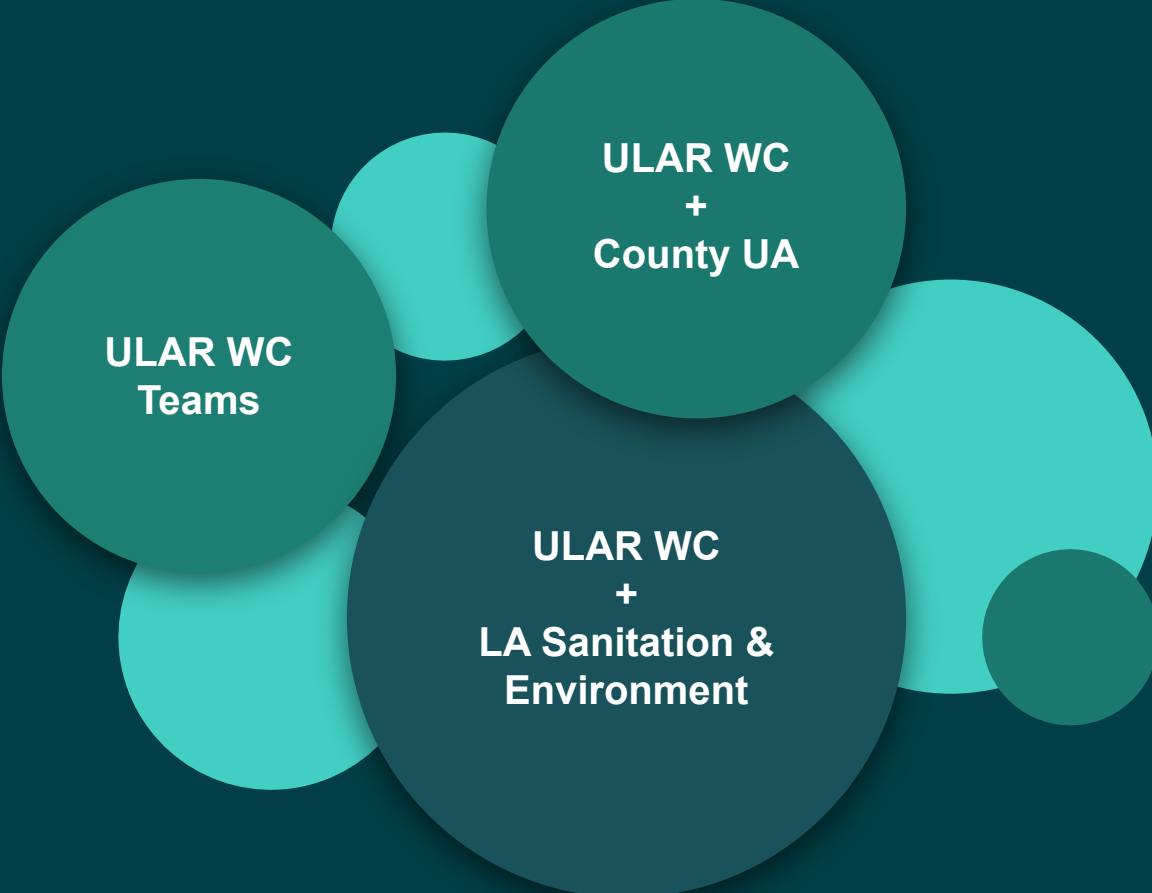 ULAR WC
+
County UA
ULAR WC
Teams
ULAR WC
+
LA Sanitation &
Environment